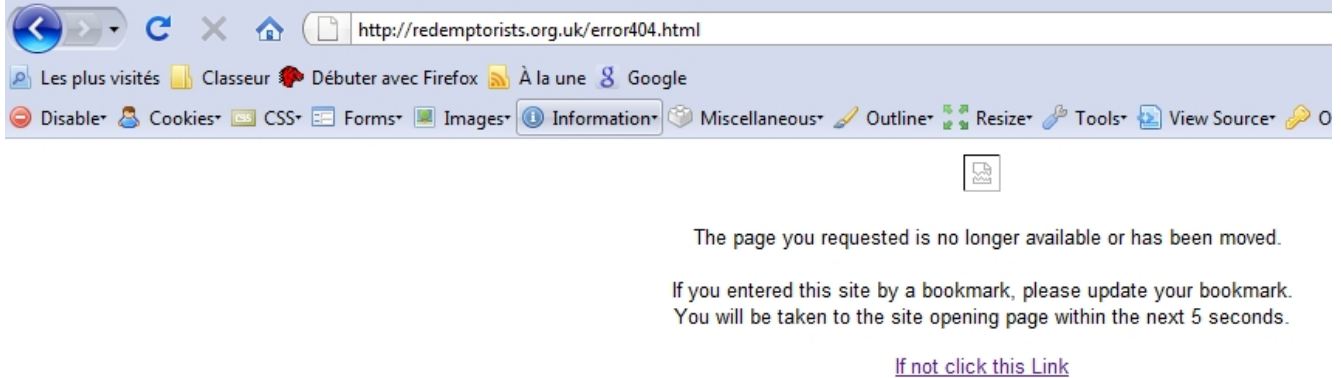 http://redemptorists.org.uk/error404.html
Les plus visités Classeur Débuter avec Firefox À la une Google
Disable Cookies CSS Forms Images Information Miscellaneous Outline Resize Tools View Source O
The page you requested is no longer available or has been moved.
If you entered this site by a bookmark, please update your bookmark.
You will be taken to the site opening page within the next 5 seconds.
If not click this Link